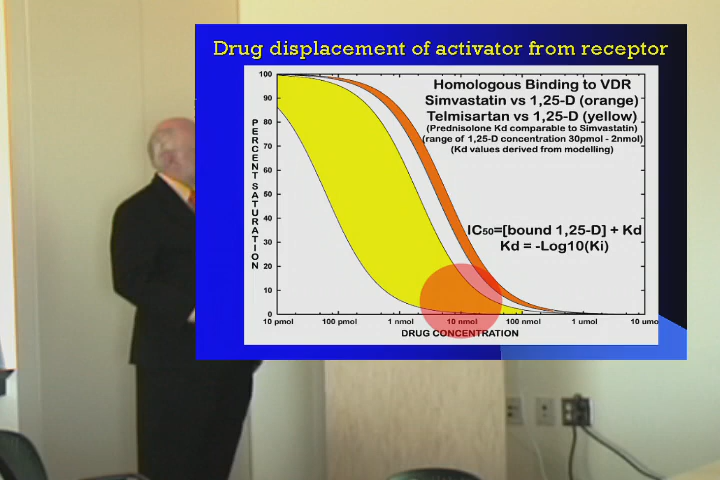 Drug displacement of activator from receptor
Homologous Binding to VDR
Simvastatin vs 1,25-D (orange)
Telmisartan vs 1,25-D (yellow)
(Prednisolone Kd comparable to Simvastatin)
(range of 1,25-D concentration 30pmol - 2nmol)
(Kd values derived from modelling)
IC50=[bound 1,25-D] + Kd
Kd = -Log10(Ki)
PERCENT SATURATION
100
90
80
70
60
50
40
30
20
10
0
10 pmol 100 pmol 1 nmol 10 nmol 100 nmol 1 umol 10 umo
DRUG CONCENTRATION